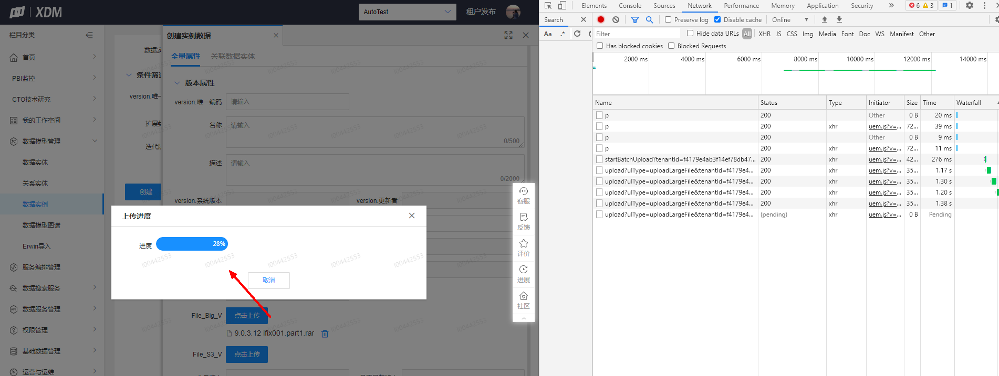 XDM
AutoTest
租户发布
栏目分类
首页
PBI监控
CTO技术研究
我的工作空间
数据模型管理
数据实体
关系实体
数据实例
数据模型图谱
Erwin导入
服务编排管理
数据搜索服务
数据服务管理
权限管理
基础数据管理
运营与运维
数据实
条件筛
version.唯一
迭代版
创建
创建实例数据
全量属性
关联数据实体
版本属性
version.唯一编码
请输入
名称
请输入
0/500
描述
请输入
0/2000
version.系统版本
version.更新者
上传进度
进度
28%
取消
l00442553 l00442553 l00442553 l00442553 l00442553
File_Big_V
点击上传
9.0.3.12 ifix001.part1.rar
File_S3_V
点击上传
客服
反馈
评价
进展
社区
Elements Console Sources Network Performance Memory Application Security » 6 3 1
Search
Preserve log Disable cache Online
Aa .*
Filter Hide data URLs All XHR JS CSS Img Media Font Doc WS Manifest Other
Has blocked cookies Blocked Requests
2000 ms 4000 ms 6000 ms 8000 ms 10000 ms 12000 ms 14000 ms
Name Status Type Initiator Size Time Waterfall
p 200 Other 0 B 20 ms
p 200 xhr uem.js?v=... 72... 39 ms
p 200 Other 0 B 9 ms
p 200 xhr uem.js?v=... 72... 11 ms
startBatchUpload?tenantId=f4179e4ab3f14ef78db47... 200 xhr uem.js?v=... 42... 276 ms
upload?ulType=uploadLargeFile&tenantId=f4179e4... 200 xhr uem.js?v=... 35... 1.17 s
upload?ulType=uploadLargeFile&tenantId=f4179e4... 200 xhr uem.js?v=... 35... 1.30 s
upload?ulType=uploadLargeFile&tenantId=f4179e4... 200 xhr uem.js?v=... 35... 1.20 s
upload?ulType=uploadLargeFile&tenantId=f4179e4... 200 xhr uem.js?v=... 35... 1.38 s
upload?ulType=uploadLargeFile&tenantId=f4179e4... (pending) xhr uem.js?v=... 0 B Pending